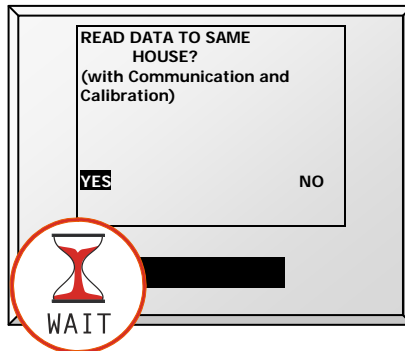 READ DATA TO SAME
HOUSE?
(with Communication and
Calibration)
YES NO
WAIT